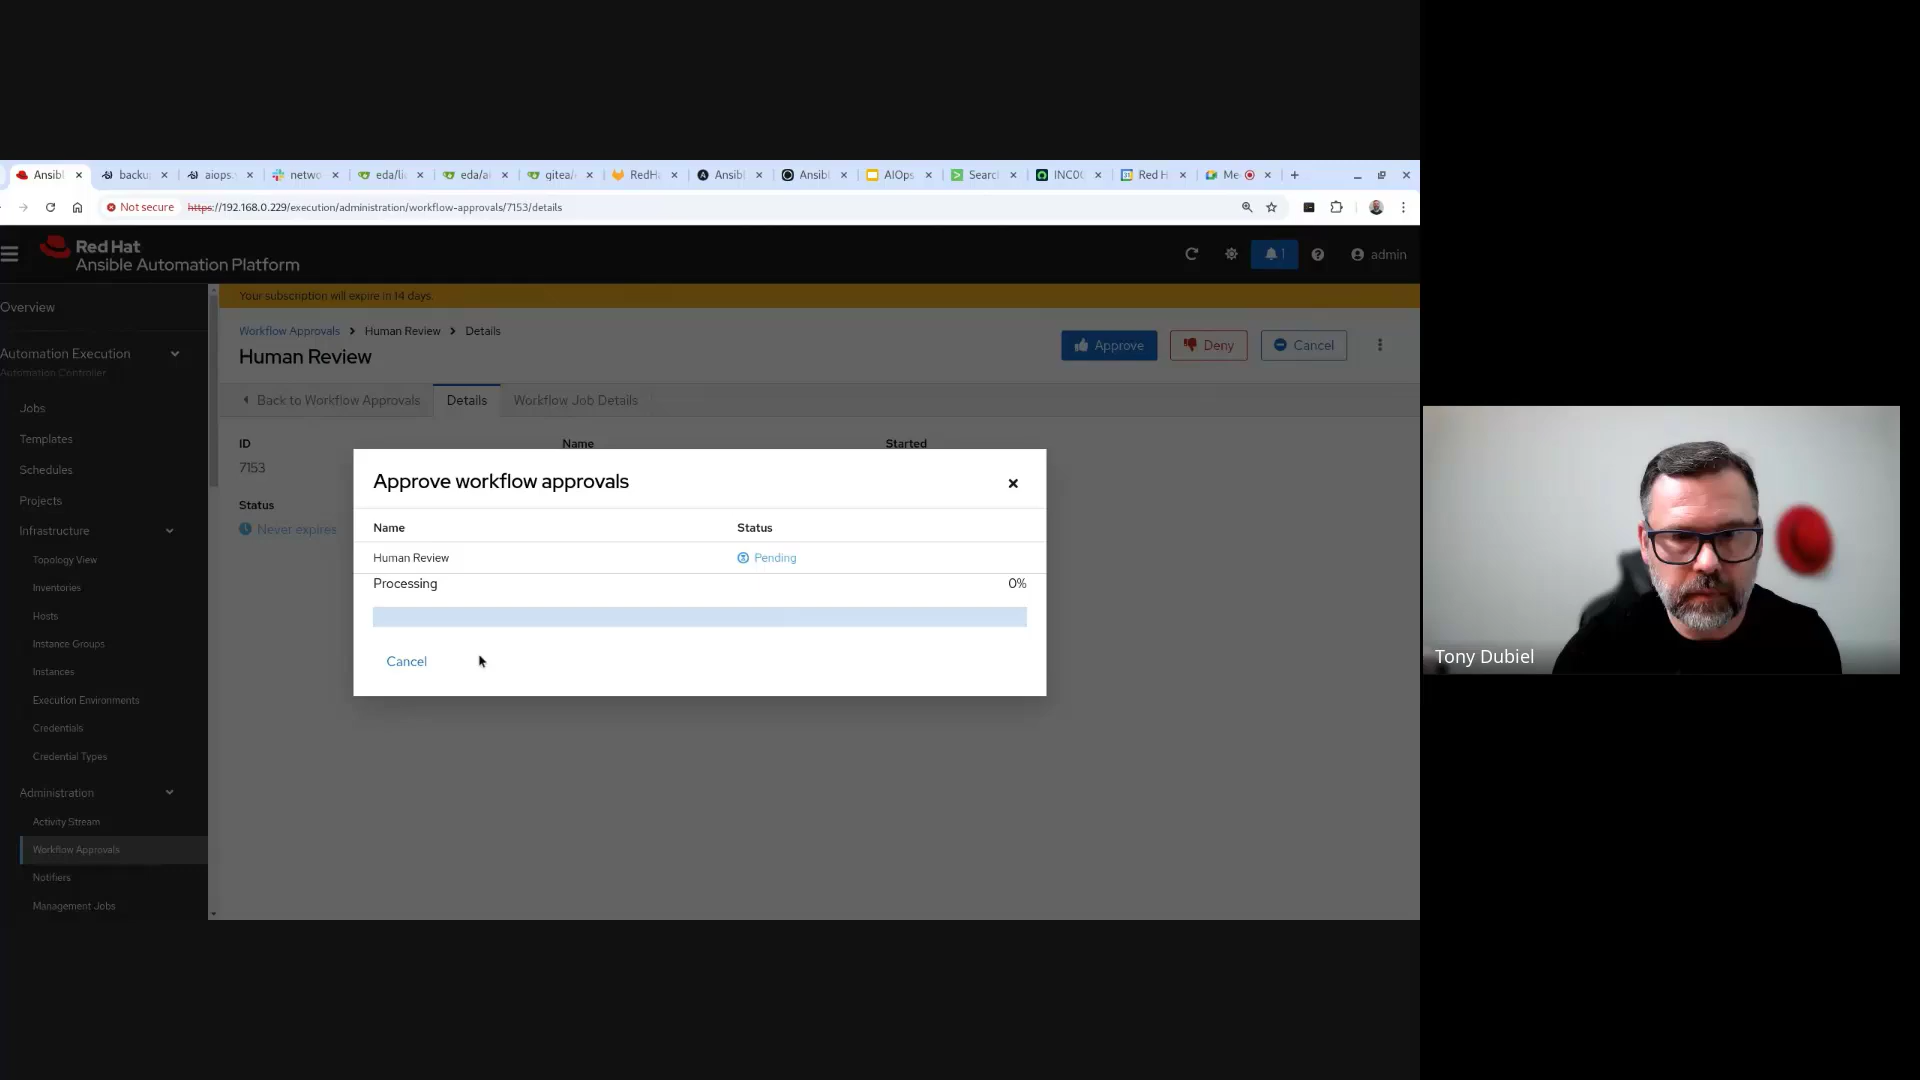 Ansibl
backu
aiops.
netwo
eda/li
eda/a
gitea/
RedH
Ansibl
Ansibl
AIOps
Searc
INC0
Red H
Me
Not secure
https://192.168.0.229/execution/administration/workflow-approvals/7153/details
Red Hat
Ansible Automation Platform
1
admin
Your subscription will expire in 14 days.
Overview
Automation Execution
Automation Controller
Jobs
Templates
Schedules
Projects
Infrastructure
Topology View
Inventories
Hosts
Instance Groups
Instances
Execution Environments
Credentials
Credential Types
Administration
Activity Stream
Workflow Approvals
Notifiers
Management Jobs
Workflow Approvals > Human Review > Details
Human Review
Approve
Deny
Cancel
Back to Workflow Approvals
Details
Workflow Job Details
ID
7153
Name
Started
Status
Never expires
Approve workflow approvals
Name Status
Human Review Pending
Processing 0%
Cancel
Tony Dubiel